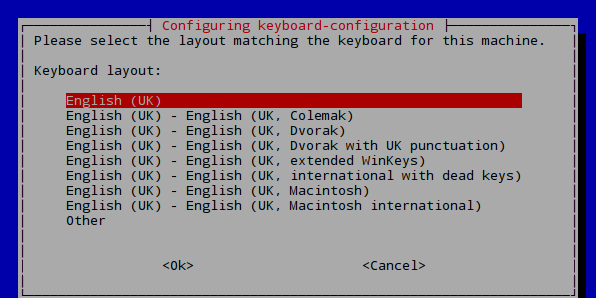 Configuring keyboard-configuration
Please select the layout matching the keyboard for this machine.
Keyboard layout:
English (UK)
English (UK) - English (UK, Colemak)
English (UK) - English (UK, Dvorak)
English (UK) - English (UK, Dvorak with UK punctuation)
English (UK) - English (UK, extended WinKeys)
English (UK) - English (UK, international with dead keys)
English (UK) - English (UK, Macintosh)
English (UK) - English (UK, Macintosh international)
Other
<Ok> <Cancel>